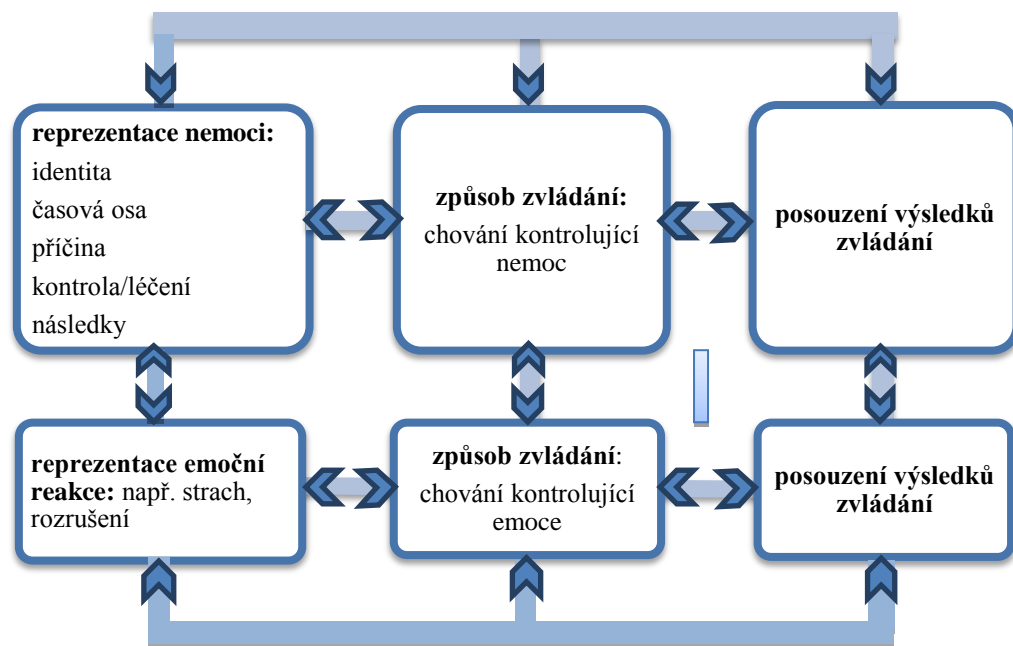 reprezentace nemoci:
identita
časová osa
příčina
kontrola/léčení
následky
způsob zvládání:
chování kontrolující
nemoc
posouzení výsledků
zvládání
reprezentace emoční
reakce: např. strach,
rozrušení
způsob zvládání:
chování kontrolující
emoce
posouzení výsledků
zvládání